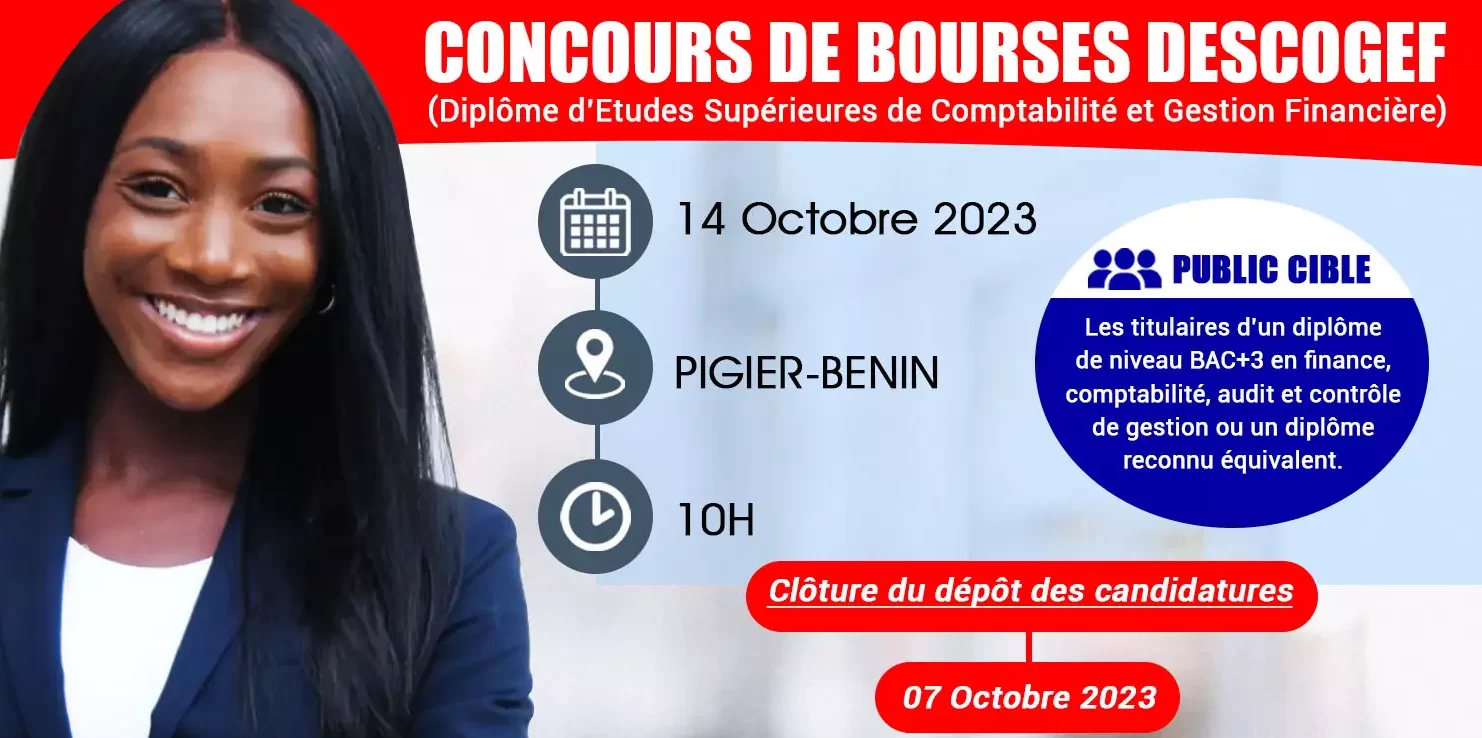 CONCOURS DE BOURSES DESCOGEF
(Diplôme d'Etudes Supérieures de Comptabilité et Gestion Financière)
14 Octobre 2023
PIGIER-BENIN
10H
PUBLIC CIBLE
Les titulaires d'un diplôme
de niveau BAC+3 en finance,
comptabilité, audit et contrôle
de gestion ou un diplôme
reconnu équivalent.
Clôture du dépôt des candidatures
07 Octobre 2023